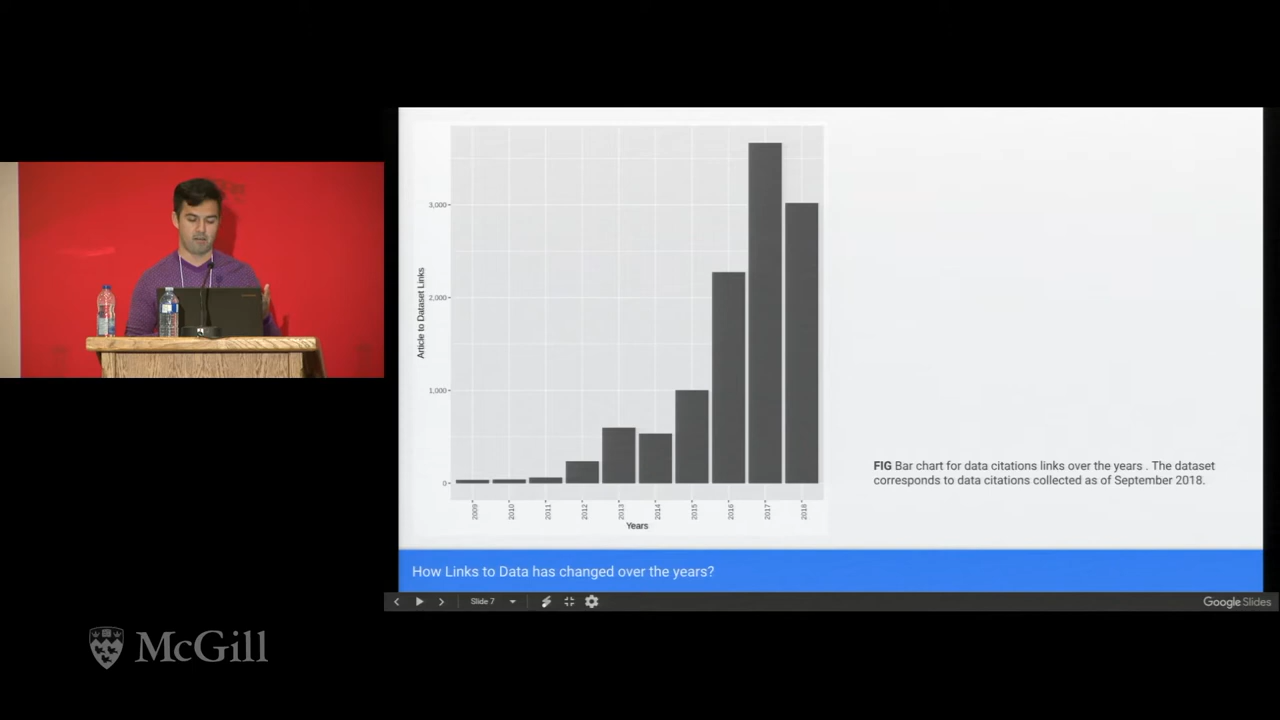 3,000
2,000
1,000
0
Article to Dataset Links
2009
2010
2011
2012
2013
2014
2015
2016
2017
2018
Years
FIG Bar chart for data citations links over the years . The dataset
corresponds to data citations collected as of September 2018.
How Links to Data has changed over the years?
Slide 7
Google Slides
McGill